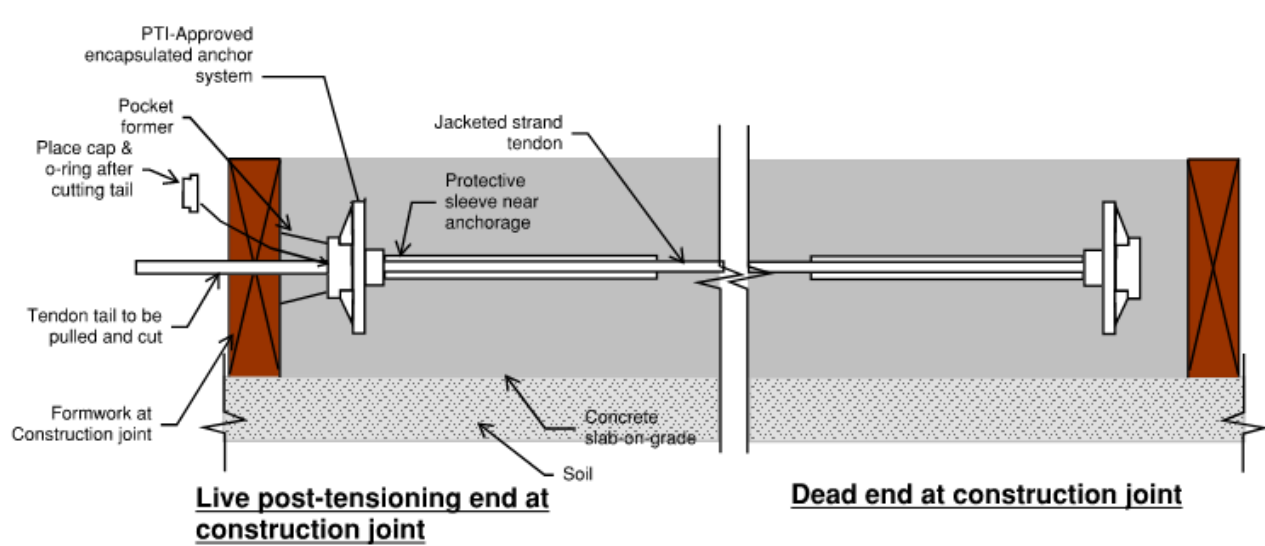 PTI-Approved
encapsulated anchor
system
Pocket
former
Place cap &
o-ring after
cutting tail
Jacketed strand
tendon
Protective
sleeve near
anchorage
Tendon tail to be
pulled and cut
Formwork at
Construction joint
Concrete
slab-on-grade
Soil
Live post-tensioning end at
construction joint
Dead end at construction joint